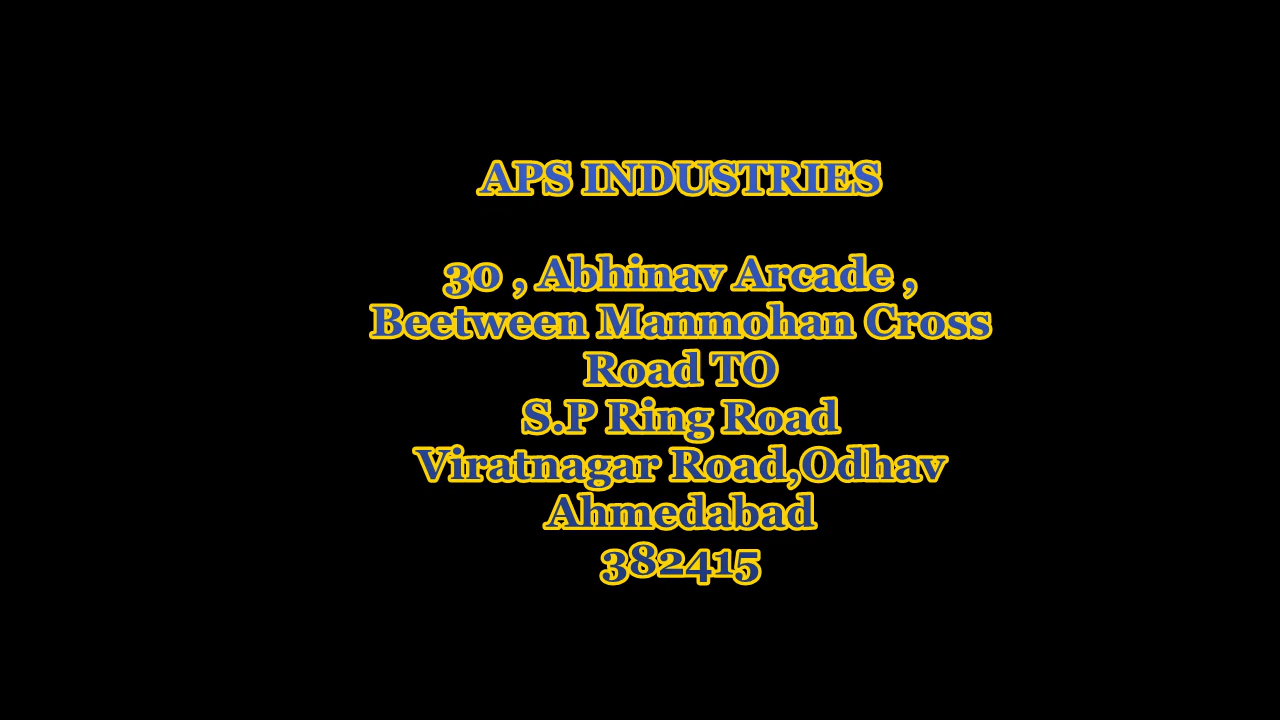 APS INDUSTRIES
30 , Abhinav Arcade ,
Beetween Manmohan Cross
Road TO
S.P Ring Road
Viratnagar Road,Odhav
Ahmedabad
382415